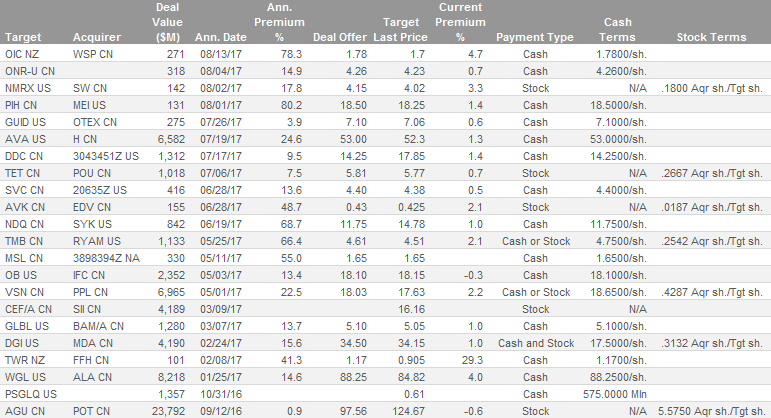 Deal Ann. Target Current Cash
Value Premium Last Price Premium Terms
Target Acquirer ($M) Ann. Date % Deal Offer Last Price % Payment Type Terms Stock Terms
OIC NZ WSP CN 271 08/13/17 78.3 1.78 1.7 4.7 Cash 1.7800/sh.
ONR-U CN 318 08/04/17 14.9 4.26 4.23 0.7 Cash 4.2600/sh.
NMRX US SW CN 142 08/02/17 17.8 4.15 4.02 3.3 Stock N/A .1800 Aqr sh./Tgt sh.
PIH CN MEI US 131 08/01/17 80.2 18.50 18.25 1.4 Cash 18.5000/sh.
GUID US OTEX CN 275 07/26/17 3.9 7.10 7.06 0.6 Cash 7.1000/sh.
AVA US H CN 6,582 07/19/17 24.6 53.00 52.3 1.3 Cash 53.0000/sh.
DDC CN 3043451Z US 1,312 07/17/17 9.5 14.25 17.85 1.4 Cash 14.2500/sh.
TET CN POU CN 1,018 07/06/17 7.5 5.81 5.77 0.7 Stock N/A .2667 Aqr sh./Tgt sh.
SVC CN 20635Z US 416 06/28/17 13.6 4.40 4.38 0.5 Cash 4.4000/sh.
AVK CN EDV CN 155 06/28/17 48.7 0.43 0.425 2.1 Stock N/A .0187 Aqr sh./Tgt sh.
NDQ CN SYK US 842 06/19/17 68.7 11.75 14.78 1.0 Cash 11.7500/sh.
TMB CN RYAM US 1,133 05/25/17 66.4 4.61 4.51 2.1 Cash or Stock 4.7500/sh. .2542 Aqr sh./Tgt sh.
MSL CN 3898394Z NA 330 05/11/17 55.0 1.65 1.65 Cash 1.6500/sh.
OB US IFC CN 2,352 05/03/17 13.4 18.10 18.15 -0.3 Cash 18.1000/sh.
VSN CN PPL CN 6,965 05/01/17 22.5 18.03 17.63 2.2 Cash or Stock 18.6500/sh. .4287 Aqr sh./Tgt sh.
CEF/A CN SII CN 4,189 03/09/17 16.16 Stock N/A
GLBL US BAM/A CN 1,280 03/07/17 13.7 5.10 5.05 1.0 Cash 5.1000/sh.
DGI US MDA CN 4,190 02/24/17 15.6 34.50 34.15 1.0 Cash and Stock 17.5000/sh. .3132 Aqr sh./Tgt sh.
TWR NZ FFH CN 101 02/08/17 41.3 1.17 0.905 29.3 Cash 1.1700/sh.
WGL US ALA CN 8,218 01/25/17 14.6 88.25 84.82 4.0 Cash 88.2500/sh.
PSGLQ US 1,357 10/31/16 0.61 Cash 575.0000 Mln
AGU CN POT CN 23,792 09/12/16 0.9 97.56 124.67 -0.6 Stock N/A 5.5750 Aqr sh./Tgt sh.